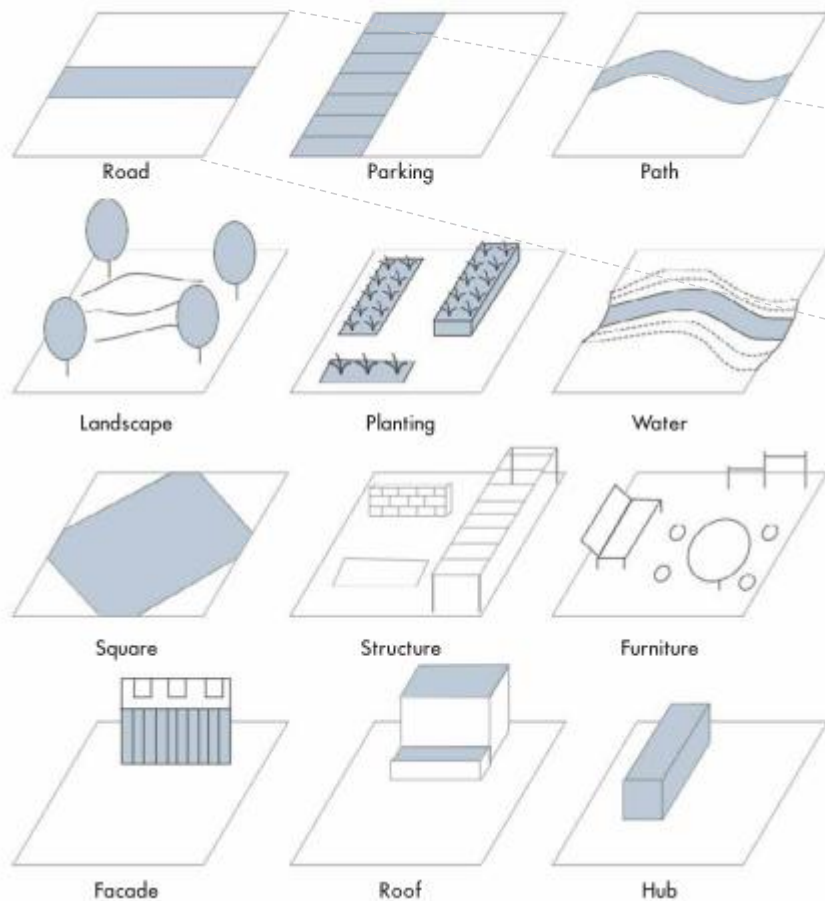 Road
Parking
Path
Landscape
Planting
Water
Square
Structure
Furniture
Facade
Roof
Hub